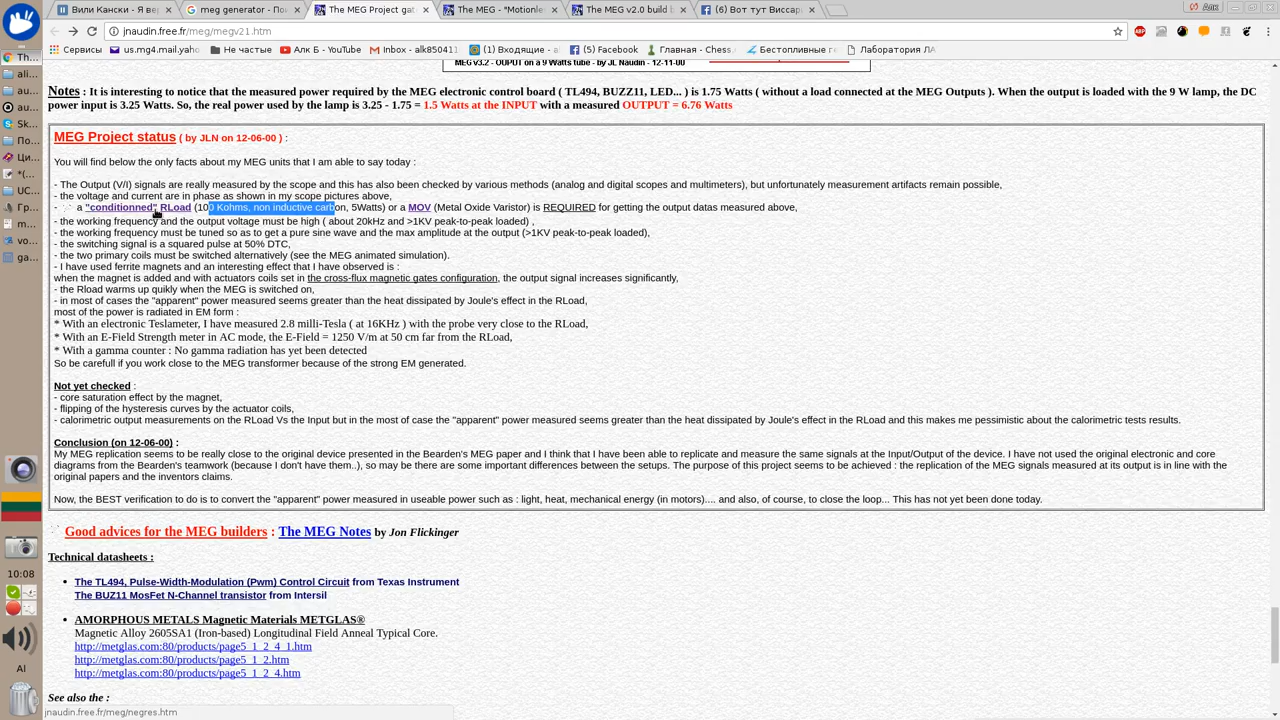 Вили Кански - Я ве
meg generator - Пои
The MEG Project gat
The MEG - "Motionles
The MEG v2.0 build b
(6) Вот тут Виссар
Алк
jnaudin.free.fr/meg/megv21.htm
Сервисы us.mg4.mail.yaho Не частые Алк Б - YouTube Inbox - alk850411 (1) Входящие - al (5) Facebook Главная - Chess. Бестопливные г Лаборатория ЛА
MEG v3.2 - OUPUT on a 9 Watts tube - by JL Naudin - 12-11-00
Notes : It is interesting to notice that the measured power required by the MEG electronic control board ( TL494, BUZZ11, LED... ) is 1.75 Watts ( without a load connected at the MEG Outputs ). When the output is loaded with the 9 W lamp, the DC
power input is 3.25 Watts. So, the real power used by the lamp is 3.25 - 1.75 = 1.5 Watts at the INPUT with a measured OUTPUT = 6.76 Watts
MEG Project status ( by JLN on 12-06-00 ) :
You will find below the only facts about my MEG units that I am able to say today :
- The Output (V/I) signals are really measured by the scope and this has also been checked by various methods (analog and digital scopes and multimeters), but unfortunately measurement artifacts remain possible,
- the voltage and current are in phase as shown in my scope pictures above,
- a "conditionned" RLoad (100 Kohms, non inductive carbon, 5Watts) or a MOV (Metal Oxide Varistor) is REQUIRED for getting the output datas measured above,
- the working frequency and the output voltage must be high ( about 20kHz and >1KV peak-to-peak loaded) ,
- the working frequency must be tuned so as to get a pure sine wave and the max amplitude at the output (>1KV peak-to-peak loaded),
- the switching signal is a squared pulse at 50% DTC,
- the two primary coils must be switched alternatively (see the MEG animated simulation).
- I have used ferrite magnets and an interesting effect that I have observed is :
when the magnet is added and with actuators coils set in the cross-flux magnetic gates configuration, the output signal increases significantly,
- the Rload warms up quikly when the MEG is switched on,
- in most of cases the "apparent" power measured seems greater than the heat dissipated by Joule's effect in the RLoad,
most of the power is radiated in EM form :
* With an electronic Teslameter, I have measured 2.8 milli-Tesla ( at 16KHz ) with the probe very close to the RLoad,
* With an E-Field Strength meter in AC mode, the E-Field = 1250 V/m at 50 cm far from the RLoad,
* With a gamma counter : No gamma radiation has yet been detected
So be carefull if you work close to the MEG transformer because of the strong EM generated.
Not yet checked :
- core saturation effect by the magnet,
- flipping of the hysteresis curves by the actuator coils,
- calorimetric output measurements on the RLoad Vs the Input but in the most of case the "apparent" power measured seems greater than the heat dissipated by Joule's effect in the RLoad and this makes me pessimistic about the calorimetric tests results.
Conclusion (on 12-06-00) :
My MEG replication seems to be really close to the original device presented in the Bearden's MEG paper and I think that I have been able to replicate and measure the same signals at the Input/Output of the device. I have not used the original electronic and core
diagrams from the Bearden's teamwork (because I don't have them..), so may be there are some important differences between the setups. The purpose of this project seems to be achieved : the replication of the MEG signals measured at its output is in line with the
original papers and the inventors claims.
Now, the BEST verification to do is to convert the "apparent" power measured in useable power such as : light, heat, mechanical energy (in motors).... and also, of course, to close the loop... This has not yet been done today.
Good advices for the MEG builders : The MEG Notes by Jon Flickinger
Technical datasheets :
The TL494, Pulse-Width-Modulation (Pwm) Control Circuit from Texas Instrument
The BUZ11 MosFet N-Channel transistor from Intersil
AMORPHOUS METALS Magnetic Materials METGLAS®
Magnetic Alloy 2605SA1 (Iron-based) Longitudinal Field Anneal Typical Core.
http://metglas.com:80/products/page5_1_2_4_1.htm
http://metglas.com:80/products/page5_1_2.htm
http://metglas.com:80/products/page5_1_2_4.htm
See also the :
jnaudin.free.fr/meg/negres.htm
Th...
ali...
au...
au...
Sk...
По...
Ци...
*(...
UC...
Гр...
m...
vo...
ga...
10:08
Al